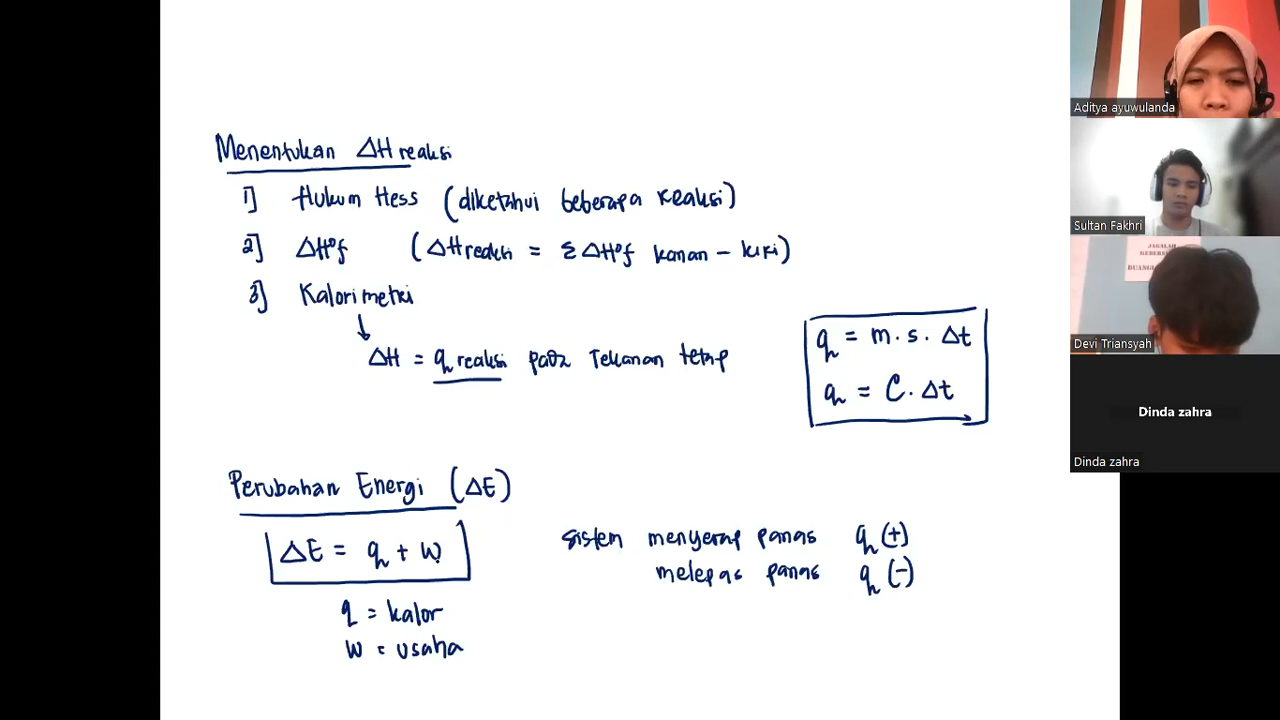 Menentukan ΔH reaksi
1] Hukum Hess (diketahui beberapa reaksi)
2] ΔH°f (ΔH reaksi = Σ ΔH°f kanan - kiri)
3] Kalorimetri
ΔH = q reaksi pada Tekanan tetap
q = m. s. Δt
q = C. Δt
Perubahan Energi (ΔE)
ΔE = q + w
q = kalor
w = usaha
sistem menyerap panas q (+)
melepas panas q (-)
Aditya ayuwulanda
Sultan Fakhri
JAGALAH
Devi Triansyah
Dinda zahra
Dinda zahra